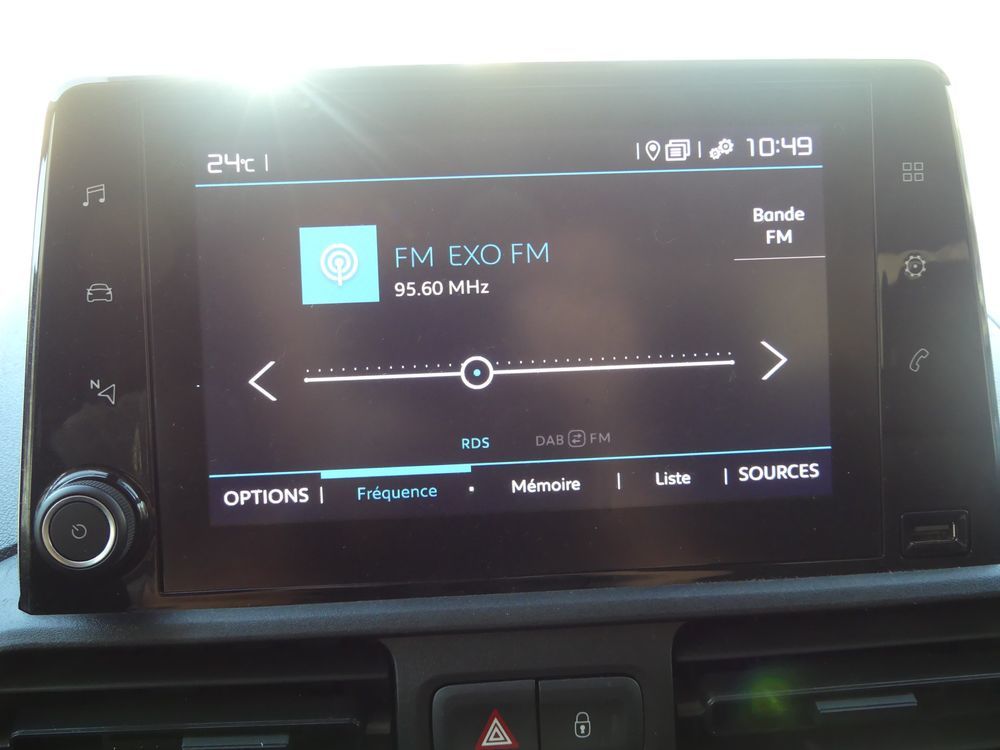 24°C
10:49
Bande
FM
FM EXO FM
95.60 MHz
N
RDS
DAB FM
OPTIONS Fréquence Mémoire Liste SOURCES